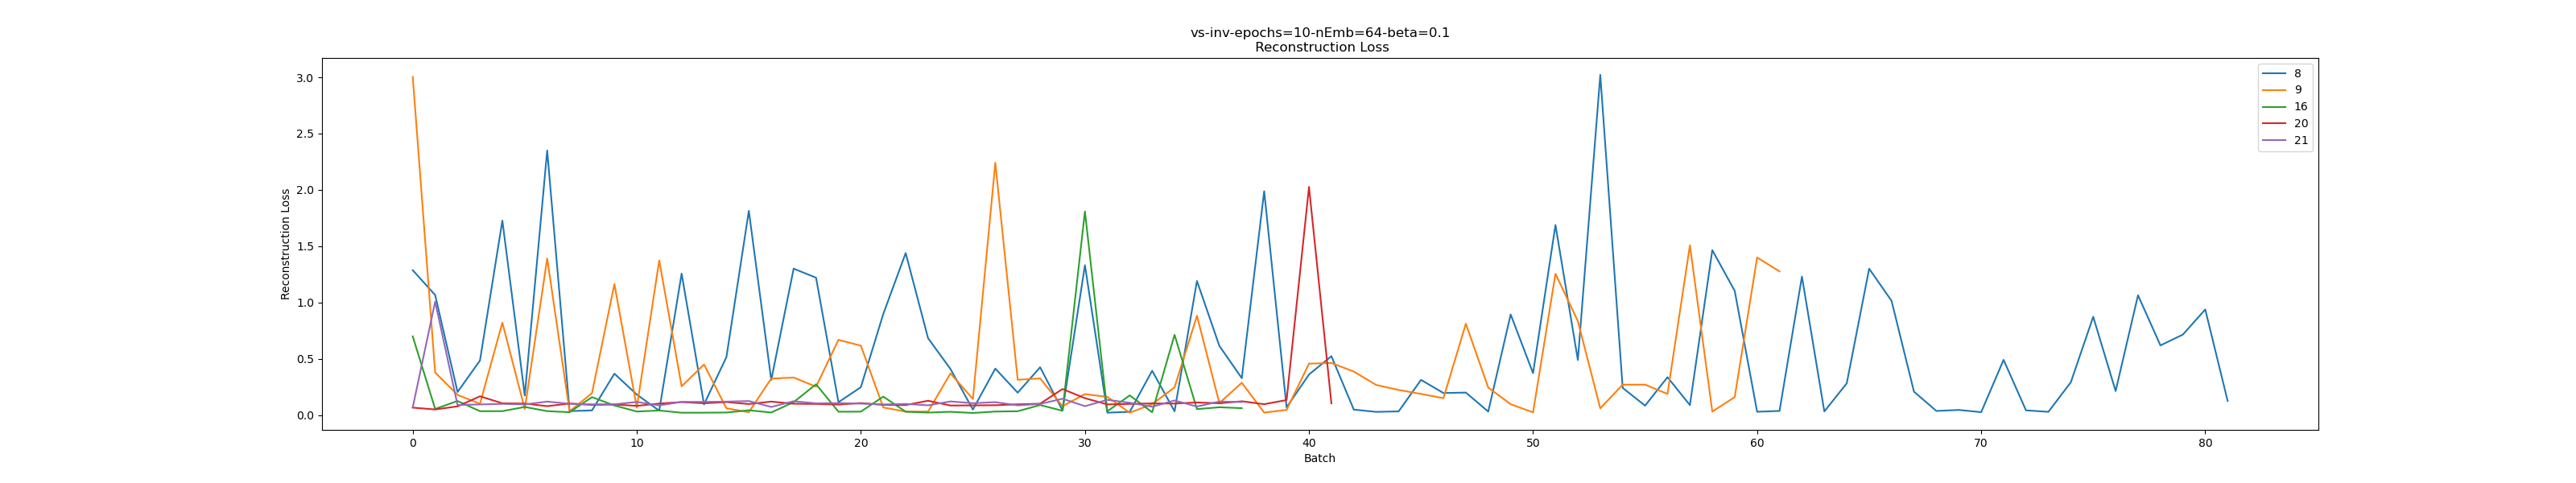 vs-inv-epochs=10-nEmb=64-beta=0.1
Reconstruction Loss
3.0
2.5
2.0
1.5
1.0
0.5
0.0
Reconstruction Loss
8
9
16
20
21
0 10 20 30 40 50 60 70 80
Batch